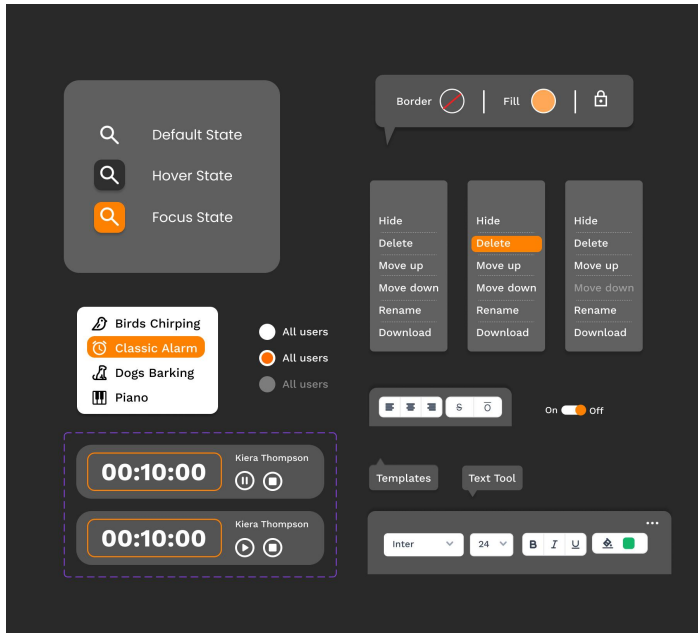 Default State
Hover State
Focus State
Border
Fill
Hide
Delete
Move up
Move down
Rename
Download
Hide
Delete
Move up
Move down
Rename
Download
Hide
Delete
Move up
Move down
Rename
Download
Birds Chirping
Classic Alarm
Dogs Barking
Piano
All users
All users
All users
S O
On Off
00:10:00
Kiera Thompson
00:10:00
Kiera Thompson
Templates
Text Tool
Inter
24
B I U